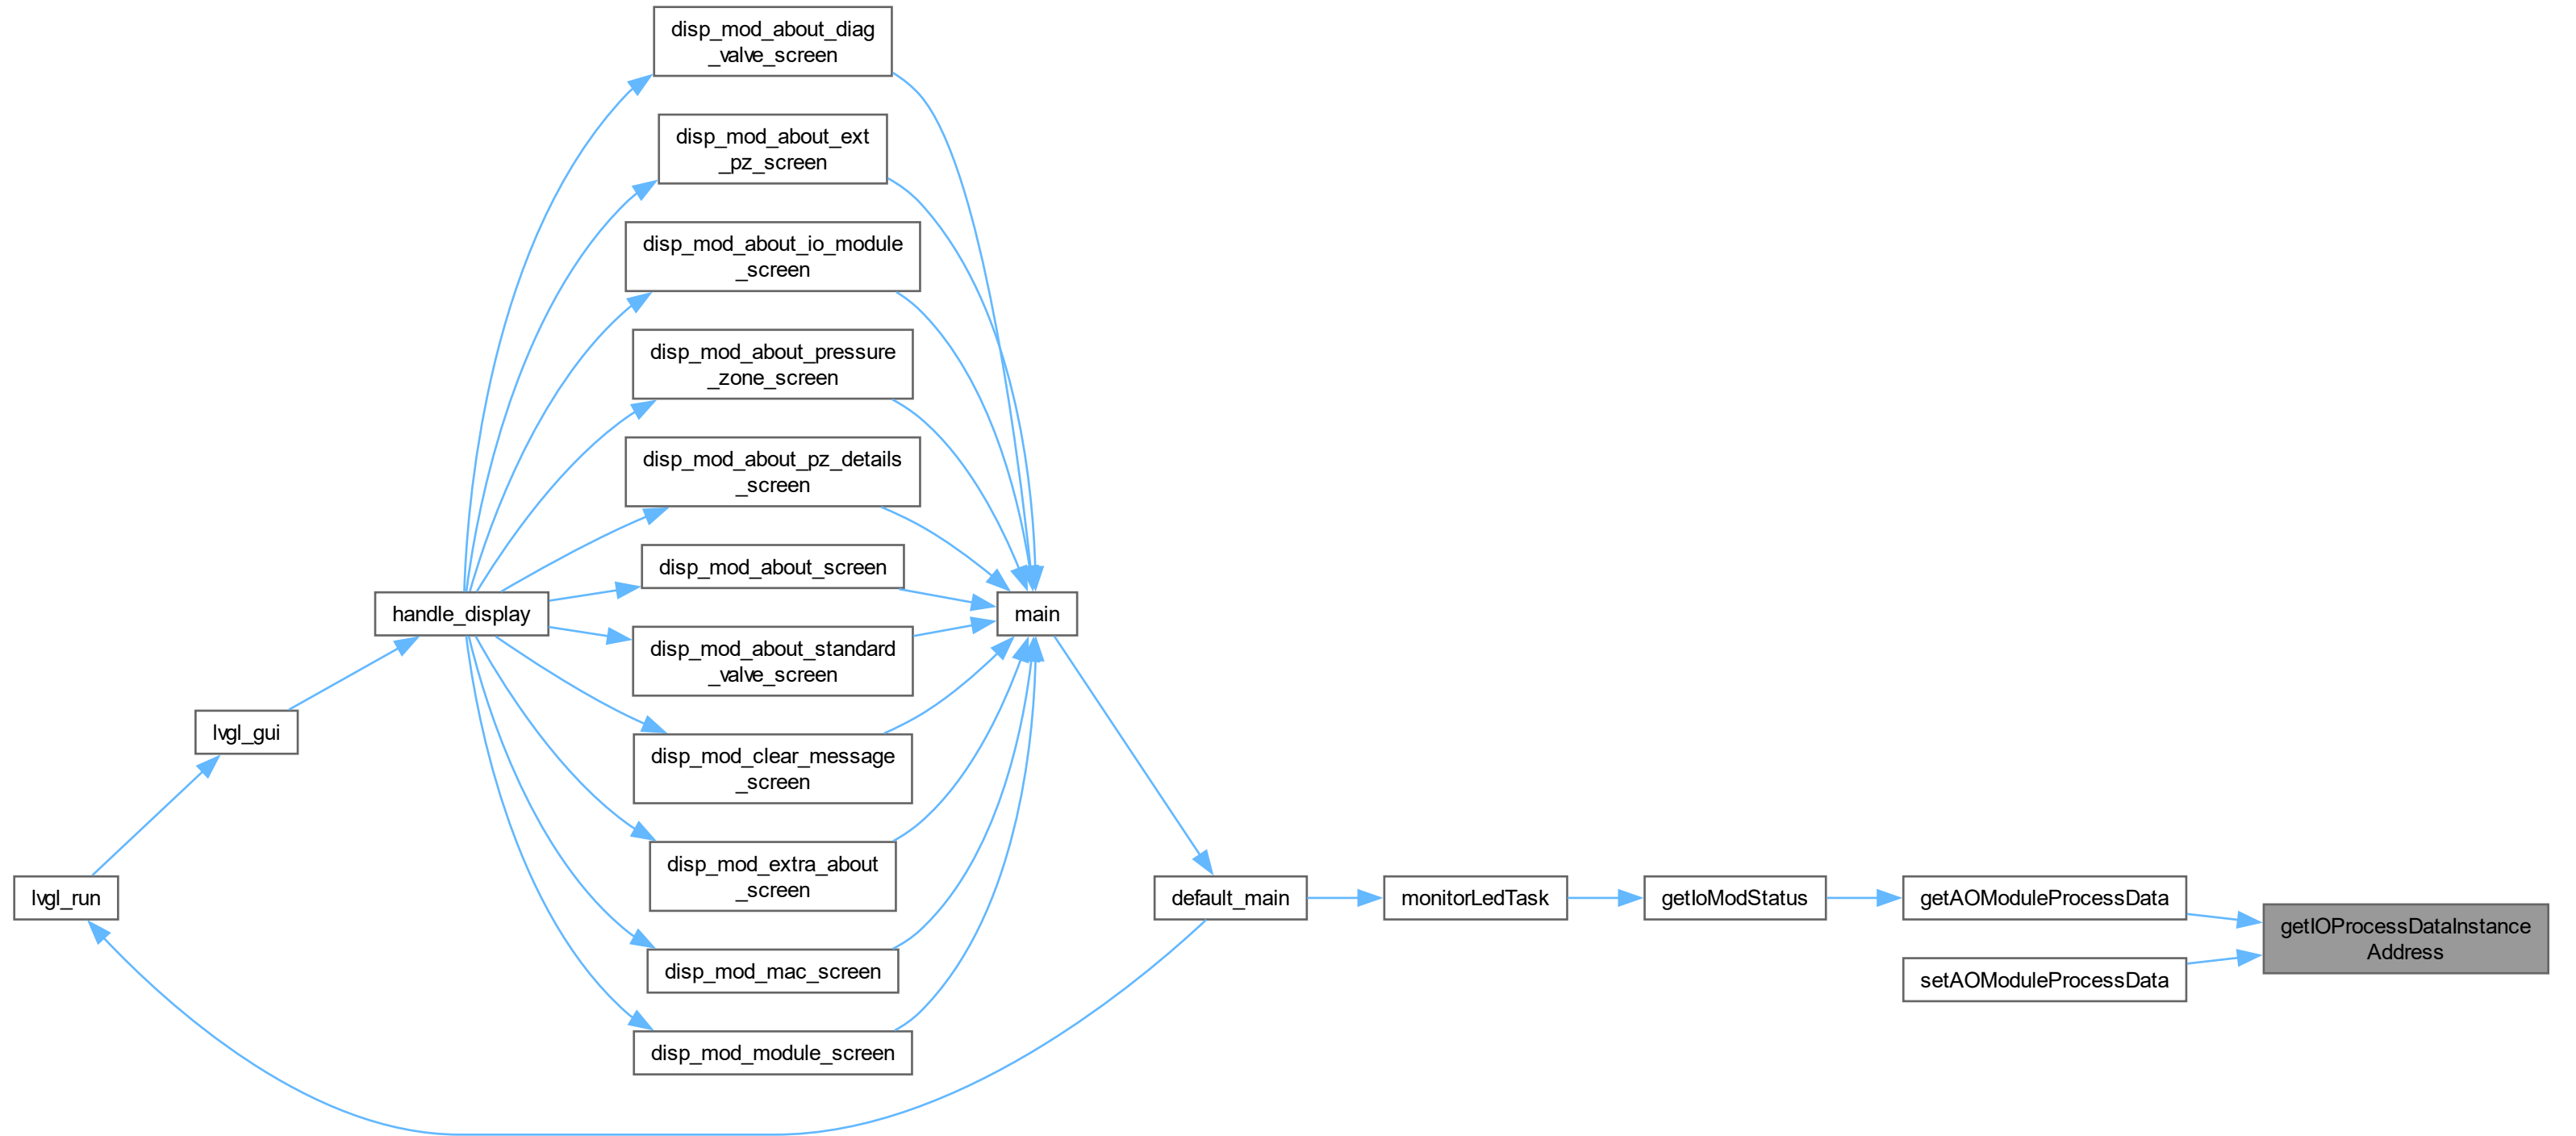 disp_mod_about_diag
_valve_screen
disp_mod_about_ext
_pz_screen
disp_mod_about_io_module
_screen
disp_mod_about_pressure
_zone_screen
disp_mod_about_pz_details
_screen
disp_mod_about_screen
handle_display
main
disp_mod_about_standard
_valve_screen
lvgl_gui
disp_mod_clear_message
_screen
disp_mod_extra_about
_screen
lvgl_run
default_main
monitorLedTask
getIoModStatus
getAOModuleProcessData
getIOProcessDataInstance
Address
disp_mod_mac_screen
setAOModuleProcessData
disp_mod_module_screen